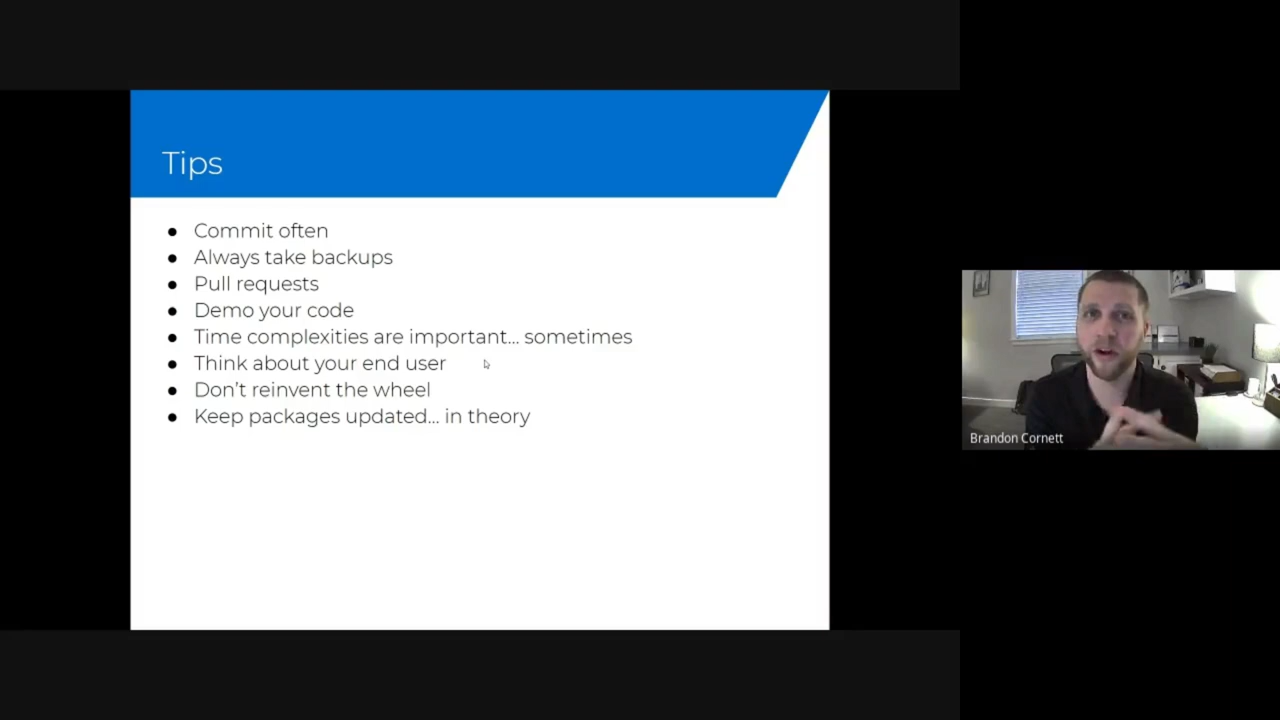 Tips
● Commit often
● Always take backups
● Pull requests
● Demo your code
● Time complexities are important... sometimes
● Think about your end user
● Don't reinvent the wheel
● Keep packages updated... in theory
Brandon Cornett